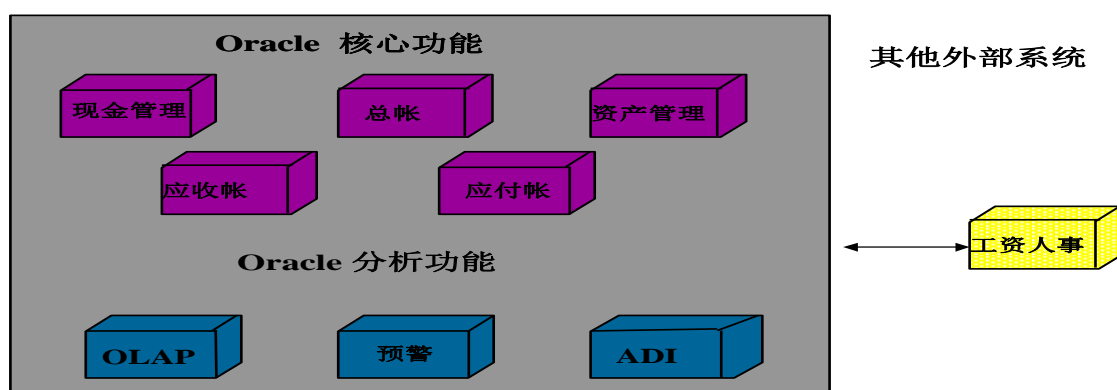 Oracle 核心功能
其他外部系统
现金管理
总帐
资产管理
应收帐
应付帐
工资人事
Oracle 分析功能
OLAP
预警
ADI